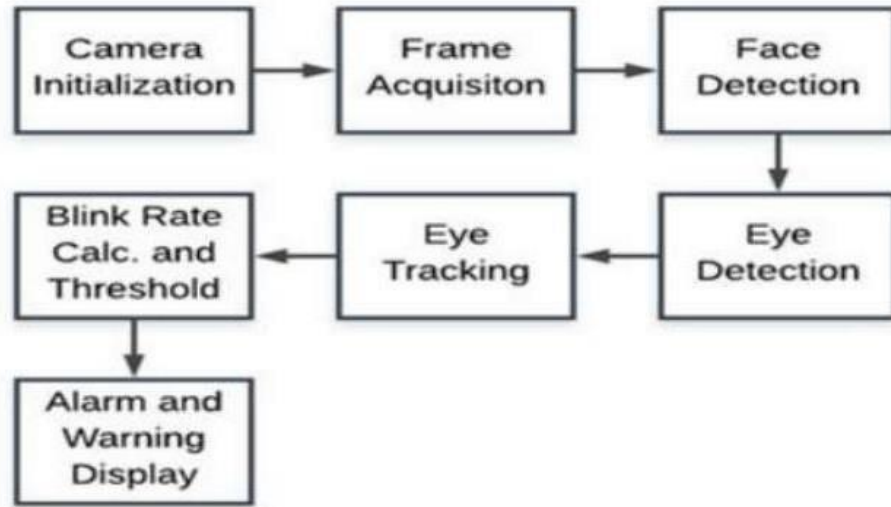 Camera
Initialization
Frame
Acquisiton
Face
Detection
Eye
Detection
Eye
Tracking
Blink Rate
Calc. and
Threshold
Alarm and
Warning
Display